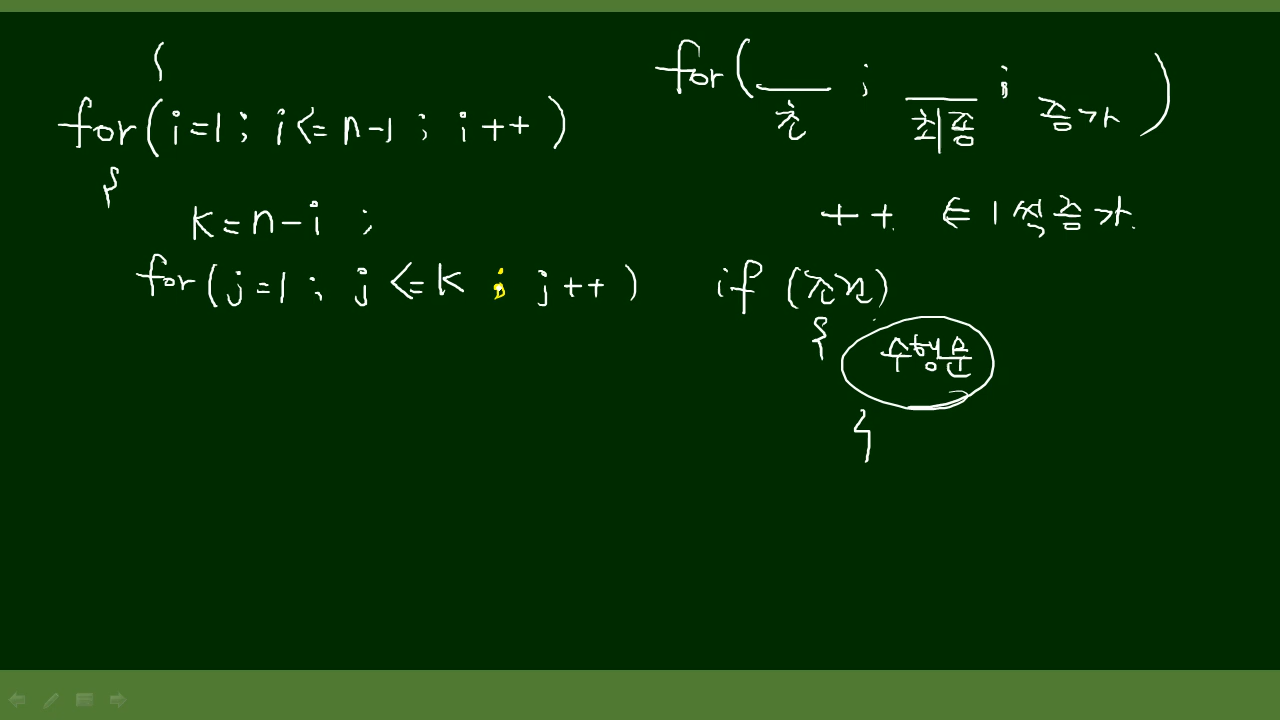 {
for(i=1; i<=n-1; i++)
{
k=n-i;
for(j=1; j<=k; j++)
for( ; ; )
초 최종 증가
++ ∈ 1씩증가.
if (조건)
{
수행문
}